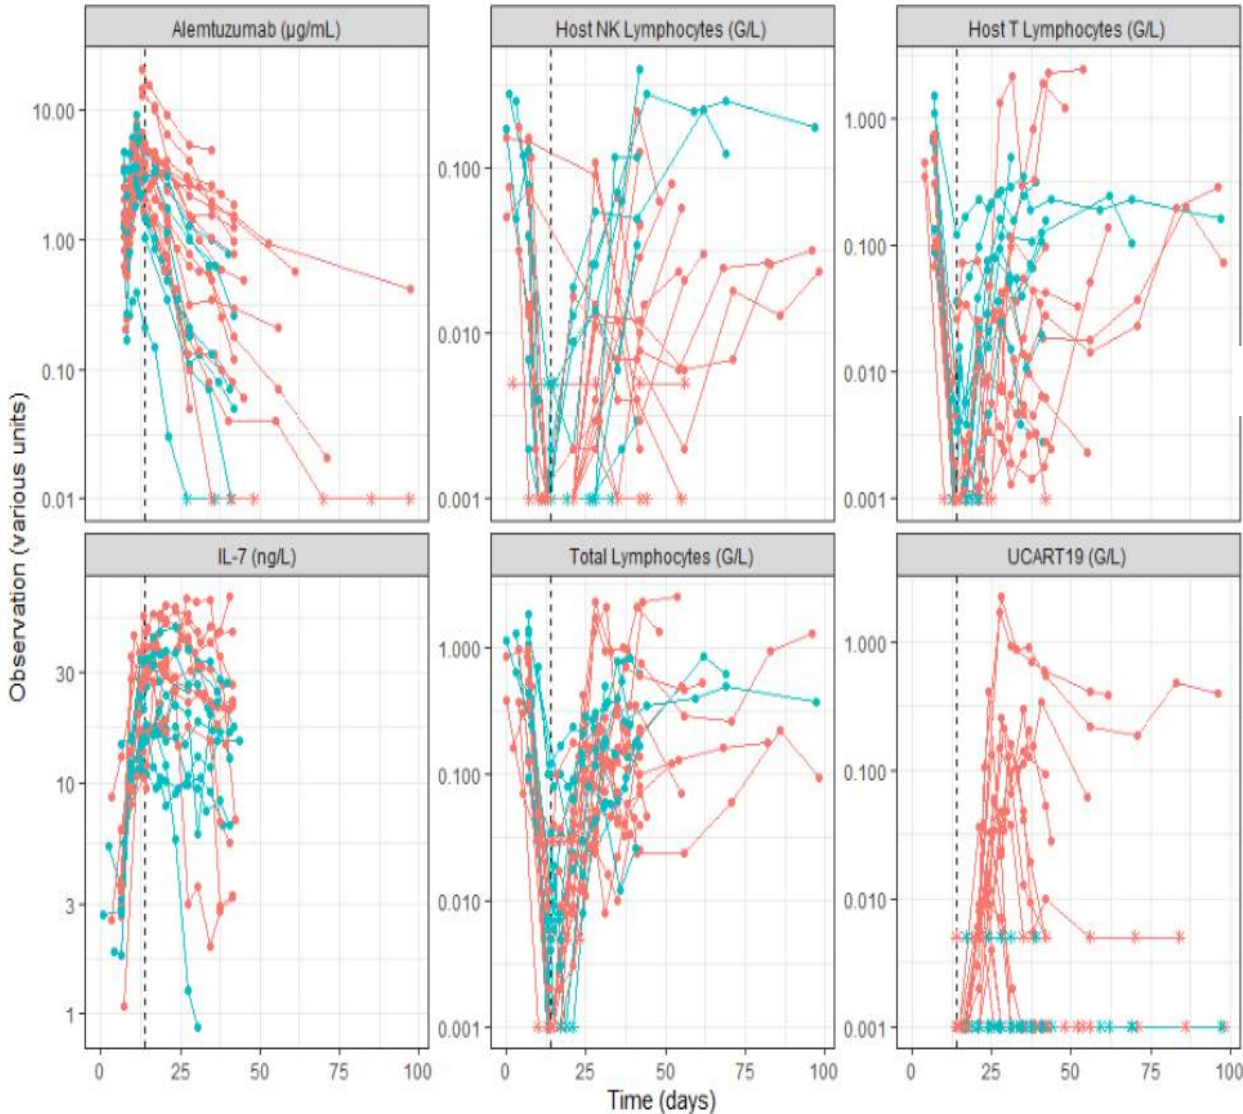 Alemtuzumab (µg/mL)
Host NK Lymphocytes (G/L)
Host T Lymphocytes (G/L)
10.00
1.00
0.10
0.01
0.100
0.010
0.001
1.000
0.100
0.010
0.001
Observation (various units)
IL-7 (ng/L)
Total Lymphocytes (G/L)
UCART19 (G/L)
30
10
3
1
1.000
0.100
0.010
0.001
1.000
0.100
0.010
0.001
0 25 50 75 100
0 25 50 75 100
0 25 50 75 100
Time (days)